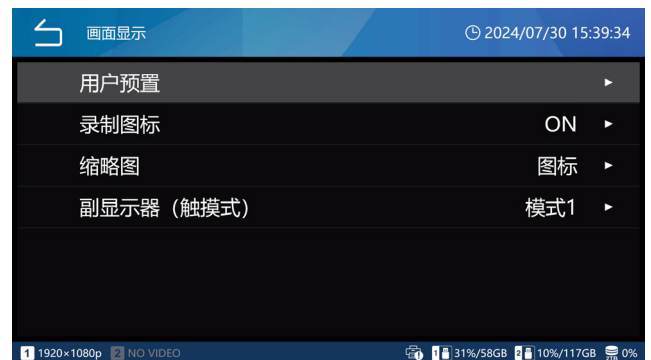 画面显示 2024/07/30 15:39:34
用户预置
录制图标 ON
缩略图 图标
副显示器（触摸式） 模式1
1 1920×1080p 2 NO VIDEO 1 31%/58GB 2 10%/117GB 2TB 0%